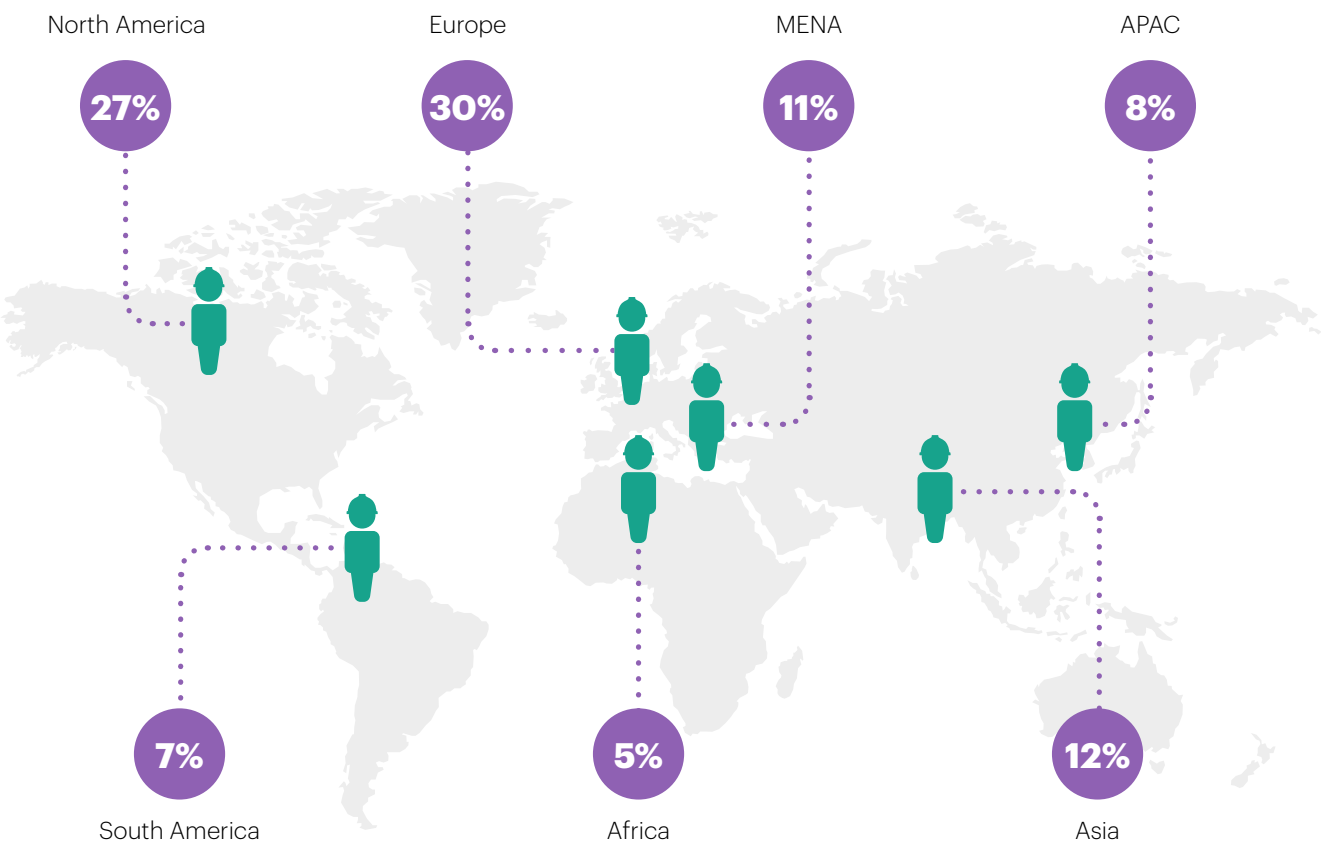 North America
27%
Europe
30%
MENA
11%
APAC
8%
7%
South America
5%
Africa
12%
Asia